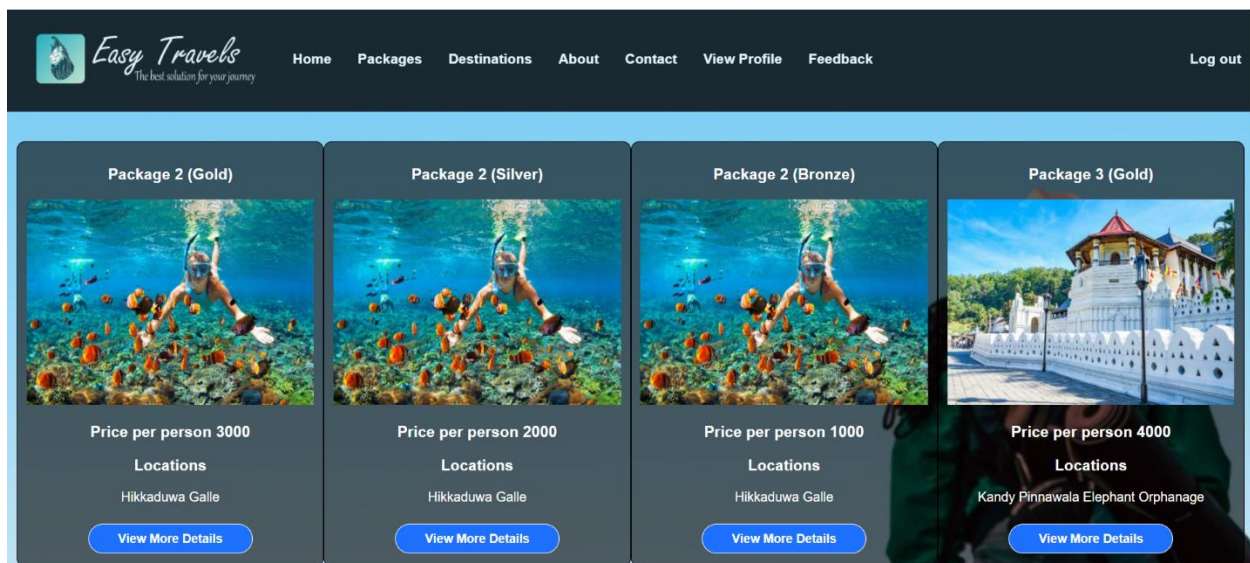 Easy Travels
The best solution for your journey
Home Packages Destinations About Contact View Profile Feedback Log out
Package 2 (Gold)
Price per person 3000
Locations
Hikkaduwa Galle
View More Details
Package 2 (Silver)
Price per person 2000
Locations
Hikkaduwa Galle
View More Details
Package 2 (Bronze)
Price per person 1000
Locations
Hikkaduwa Galle
View More Details
Package 3 (Gold)
Price per person 4000
Locations
Kandy Pinnawala Elephant Orphanage
View More Details